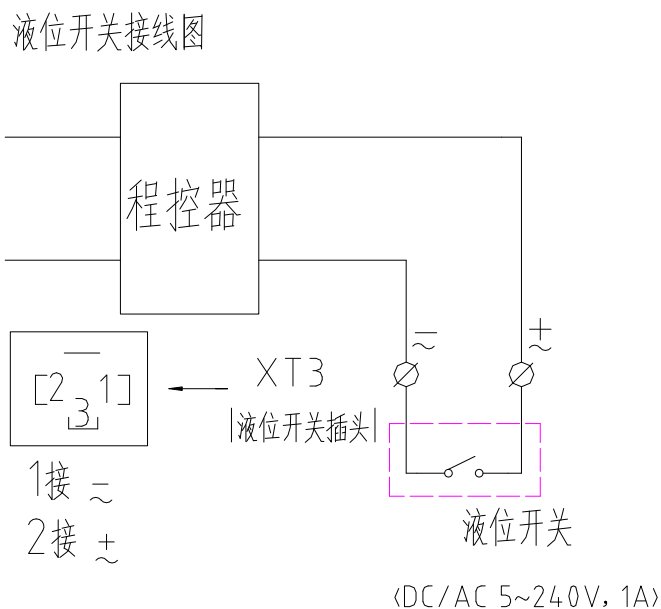 液位开关接线图
程控器
− ~
+ ~
XT3
|液位开关插头|
[2 1]
3
1接 − ~
2接 + ~
液位开关
<DC/AC 5~240V, 1A>